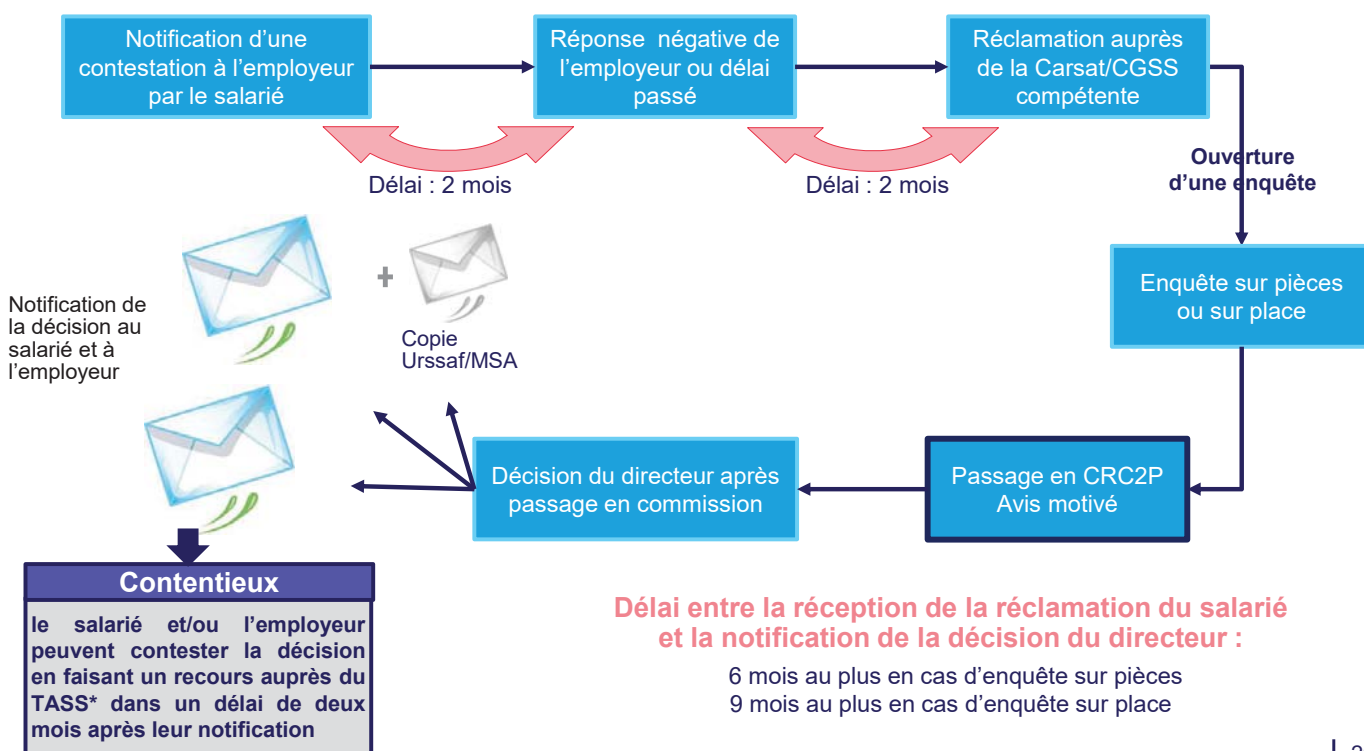 Notification d’une
contestation à l’employeur
par le salarié
Réponse négative de
l’employeur ou délai
passé
Réclamation auprès
de la Carsat/CGSS
compétente
Délai : 2 mois
Délai : 2 mois
Ouverture
d’une enquête
Enquête sur pièces
ou sur place
Notification de
la décision au
salarié et à
l’employeur
+
Copie
Urssaf/MSA
Décision du directeur après
passage en commission
Passage en CRC2P
Avis motivé
Contentieux
le salarié et/ou l’employeur
peuvent contester la décision
en faisant un recours auprès du
TASS* dans un délai de deux
mois après leur notification
Délai entre la réception de la réclamation du salarié
et la notification de la décision du directeur :
6 mois au plus en cas d’enquête sur pièces
9 mois au plus en cas d’enquête sur place